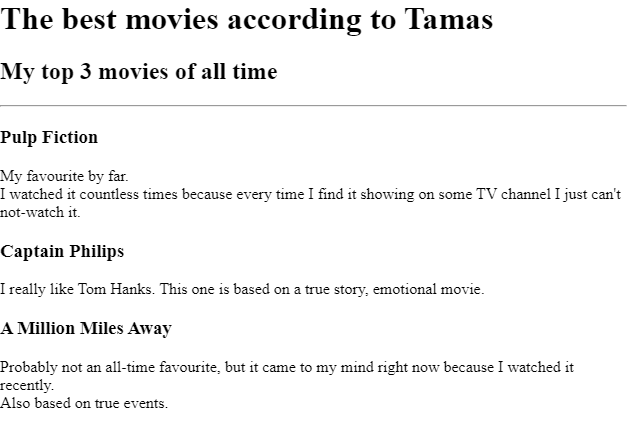 The best movies according to Tamas
My top 3 movies of all time
Pulp Fiction
My favourite by far.
I watched it countless times because every time I find it showing on some TV channel I just can't
not-watch it.
Captain Philips
I really like Tom Hanks. This one is based on a true story, emotional movie.
A Million Miles Away
Probably not an all-time favourite, but it came to my mind right now because I watched it
recently.
Also based on true events.